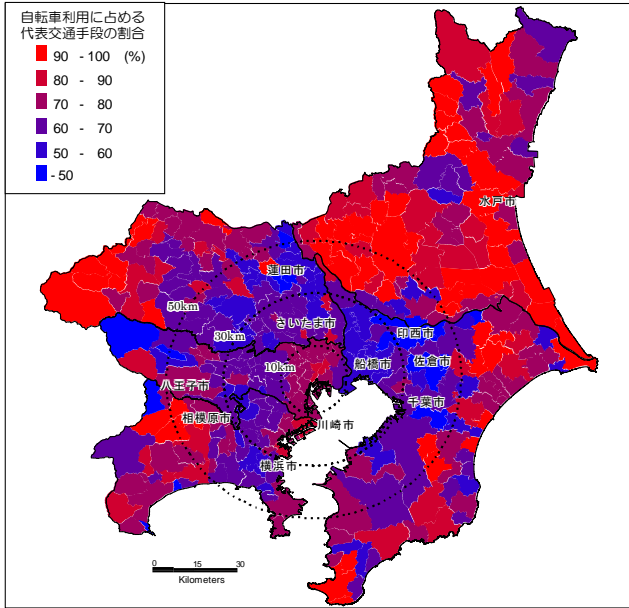 自転車利用に占める
代表交通手段の割合
90 - 100 (%)
80 - 90
70 - 80
60 - 70
50 - 60
- 50
水戸市
蓮田市
50km
さいたま市
30km
印西市
船橋市
佐倉市
10km
八王子市
千葉市
相模原市
川崎市
横浜市
0 15 30
Kilometers